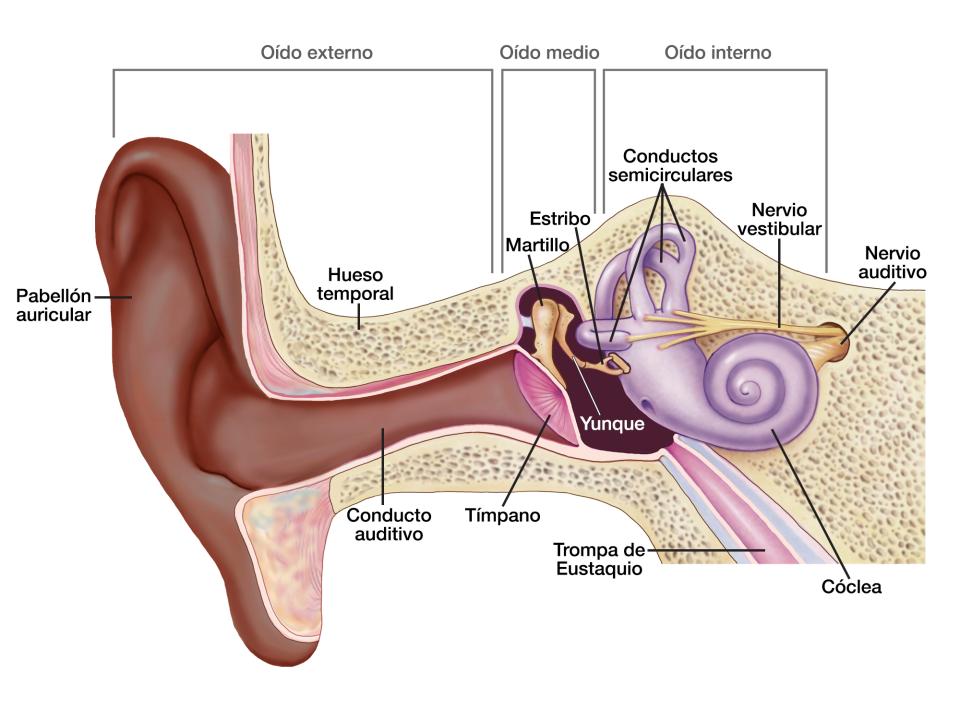 Oído externo
Oído medio
Oído interno
Conductos
semicirculares
Estribo
Nervio
vestibular
Martillo
Nervio
auditivo
Hueso
temporal
Pabellón
auricular
Yunque
Conducto
auditivo
Tímpano
Trompa de
Eustaquio
Cóclea